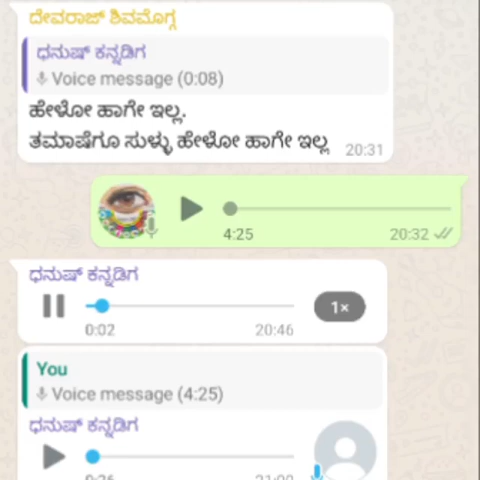 ದೇವರಾಜ್ ಶಿವಮೊಗ್ಗ
ಧನುಷ್ ಕನ್ನಡಿಗ
Voice message (0:08)
ಹೇಳೋ ಹಾಗೇ ಇಲ್ಲ.
ತಮಾಷೆಗೂ ಸುಳ್ಳು ಹೇಳೋ ಹಾಗೇ ಇಲ್ಲ 20:31
4:25 20:32
ಧನುಷ್ ಕನ್ನಡಿಗ
1×
0:02 20:46
You
Voice message (4:25)
ಧನುಷ್ ಕನ್ನಡಿಗ